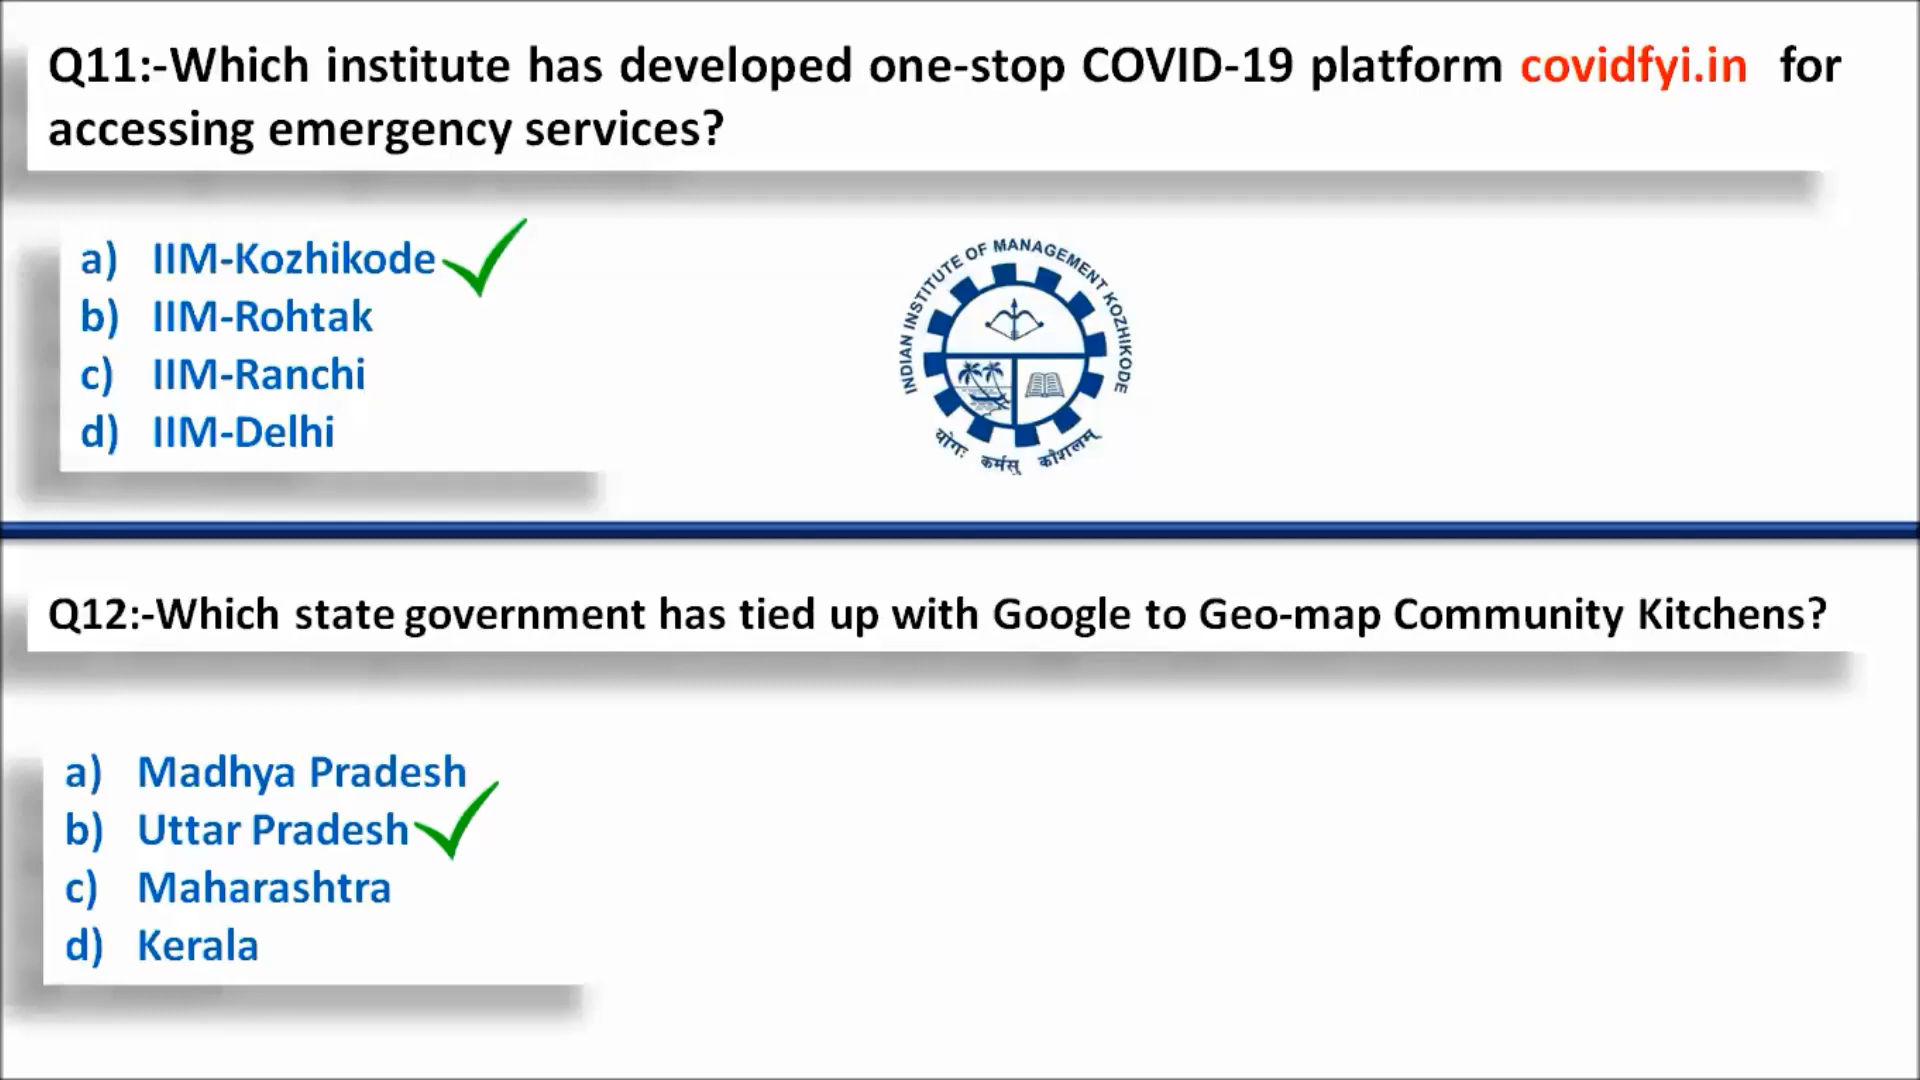 Q11:-Which institute has developed one-stop COVID-19 platform covidfyi.in for
accessing emergency services?
a) IIM-Kozhikode
b) IIM-Rohtak
c) IIM-Ranchi
d) IIM-Delhi
INDIAN INSTITUTE OF MANAGEMENT KOZHIKODE
योगः कर्मसु कौशलम्
Q12:-Which state government has tied up with Google to Geo-map Community Kitchens?
a) Madhya Pradesh
b) Uttar Pradesh
c) Maharashtra
d) Kerala